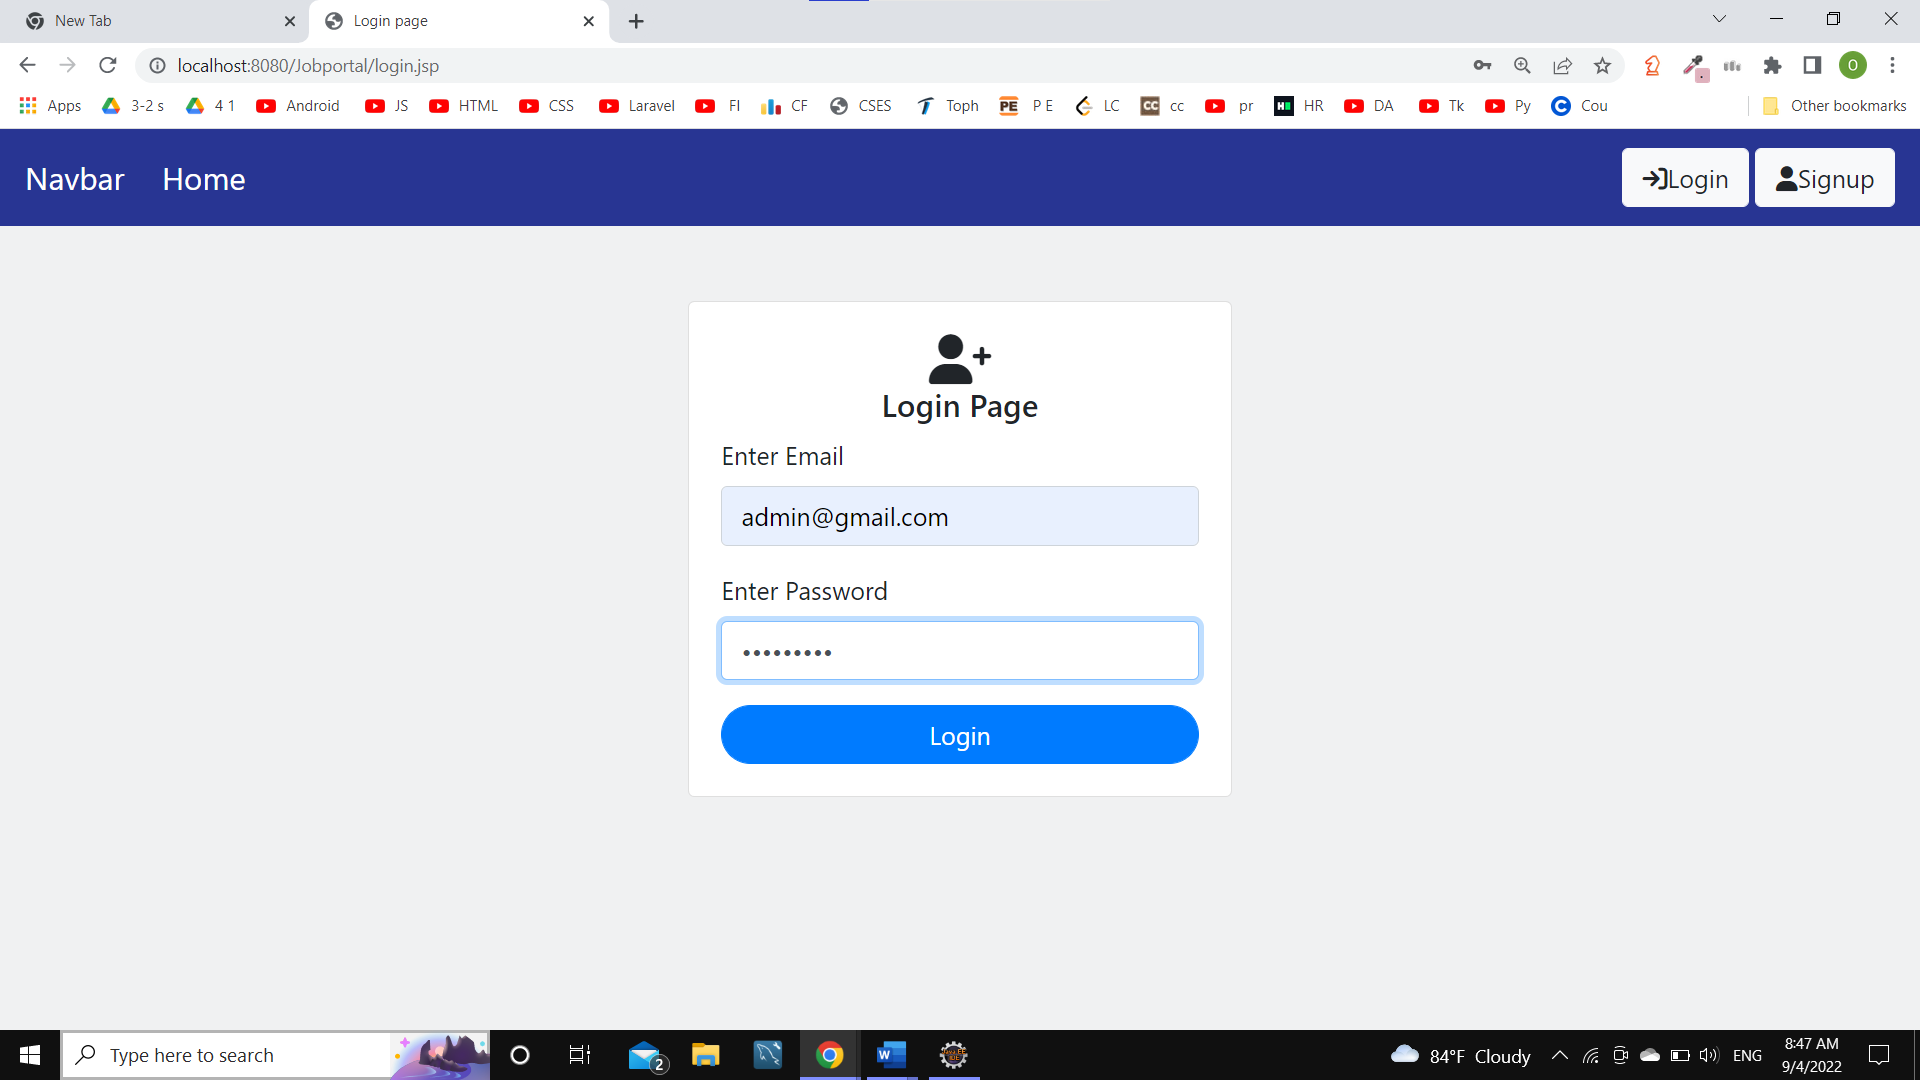 New Tab
Login page
localhost:8080/Jobportal/login.jsp
O
Apps 3-2 s 4 1 Android JS HTML CSS Laravel FI CF CSES Toph PE P E LC CC cc pr HR DA Tk Py C Cou Other bookmarks
Navbar Home Login Signup
Login Page
Enter Email
admin@gmail.com
Enter Password
•••••••••
Login
Type here to search
2
W
84°F Cloudy
ENG
8:47 AM
9/4/2022